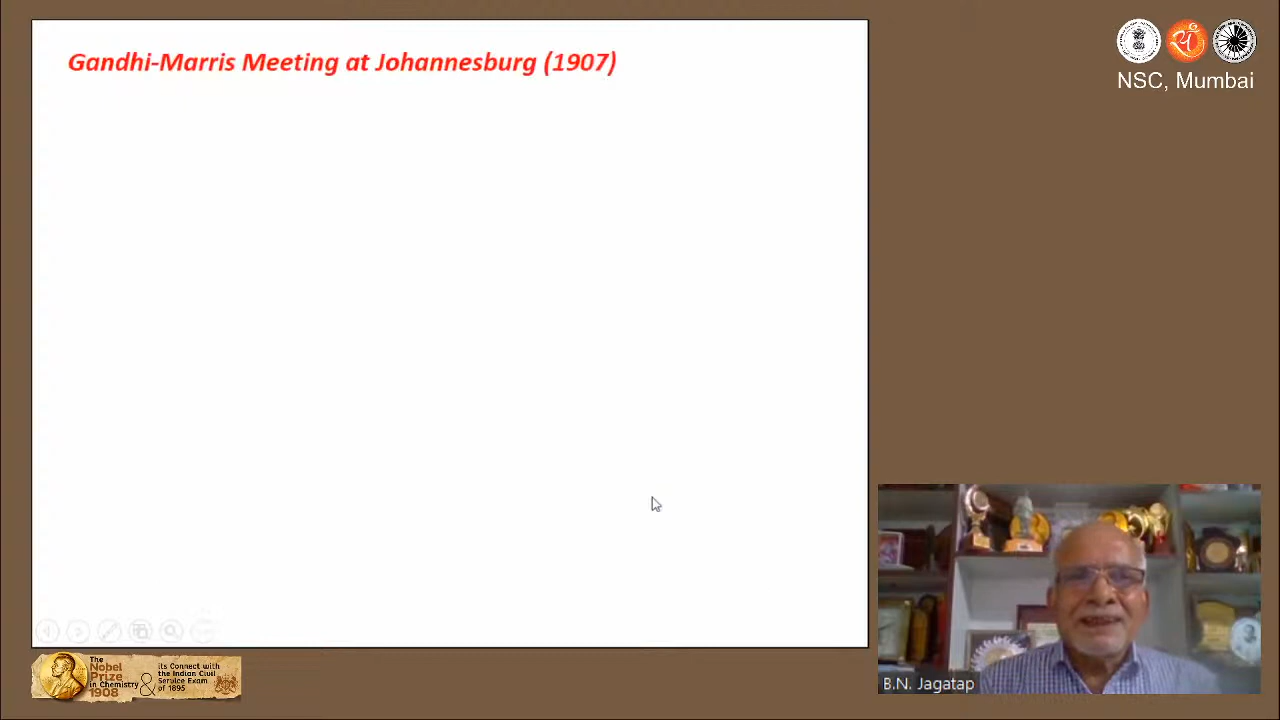 Gandhi-Marris Meeting at Johannesburg (1907)
NSC, Mumbai
B.N. Jagatap
The
Nobel
Prize
in Chemistry
1908
&
its Connect with
the Indian Civil
Service Exam
of 1895